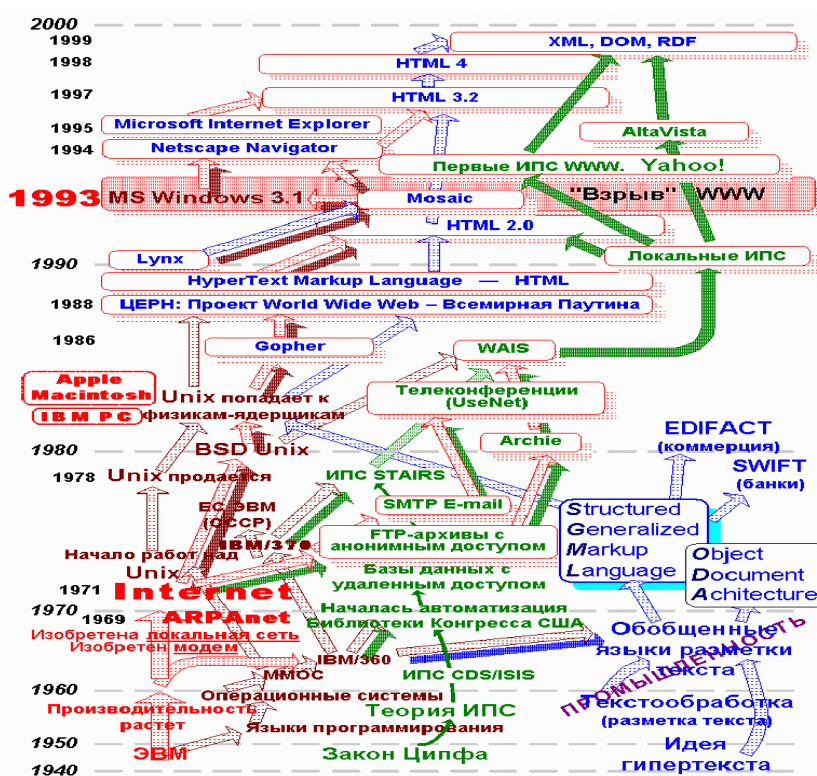 2000
1999 XML, DOM, RDF
1998 HTML 4
1997 HTML 3.2
1995 Microsoft Internet Explorer AltaVista
1994 Netscape Navigator
Первые ИПС WWW. Yahoo!
1993 MS Windows 3.1 Mosaic "Взрыв" WWW
HTML 2.0
Lynx Локальные ИПС
1990
HyperText Markup Language — HTML
1988 ЦЕРН: Проект World Wide Web – Всемирная Паутина
1986 Gopher WAIS
Apple
Macintosh
IBM PC
Unix попадает к
физикам-ядерщикам
Телеконференции
(UseNet)
BSD Unix Archie
1980
EDIFACT
(коммерция)
SWIFT
(банки)
1978 Unix продается ИПС STAIRS
SMTP E-mail
ЕС ЭВМ
(СССР)
Structured
Generalized
Markup
Language
FTP-архивы с
анонимным доступом
IBM/370
Начало работ над
Unix
Object
Document
Achitecture
Базы данных с
удаленным доступом
1971 Internet
1970
Началась автоматизация
Библиотеки Конгресса США
1969 ARPAnet
Изобретена локальная сеть
Изобретен модем
Обобщенные
языки разметки
текста
ПРОМЫШЛЕННОСТЬ
IBM/360
ММОС ИПС CDS/ISIS
1960
Операционные системы
Производительность
растет
Теория ИПС
Текстообработка
(разметка текста)
Языки программирования
1950
ЭВМ Закон Ципфа
Идея
гипертекста
1940